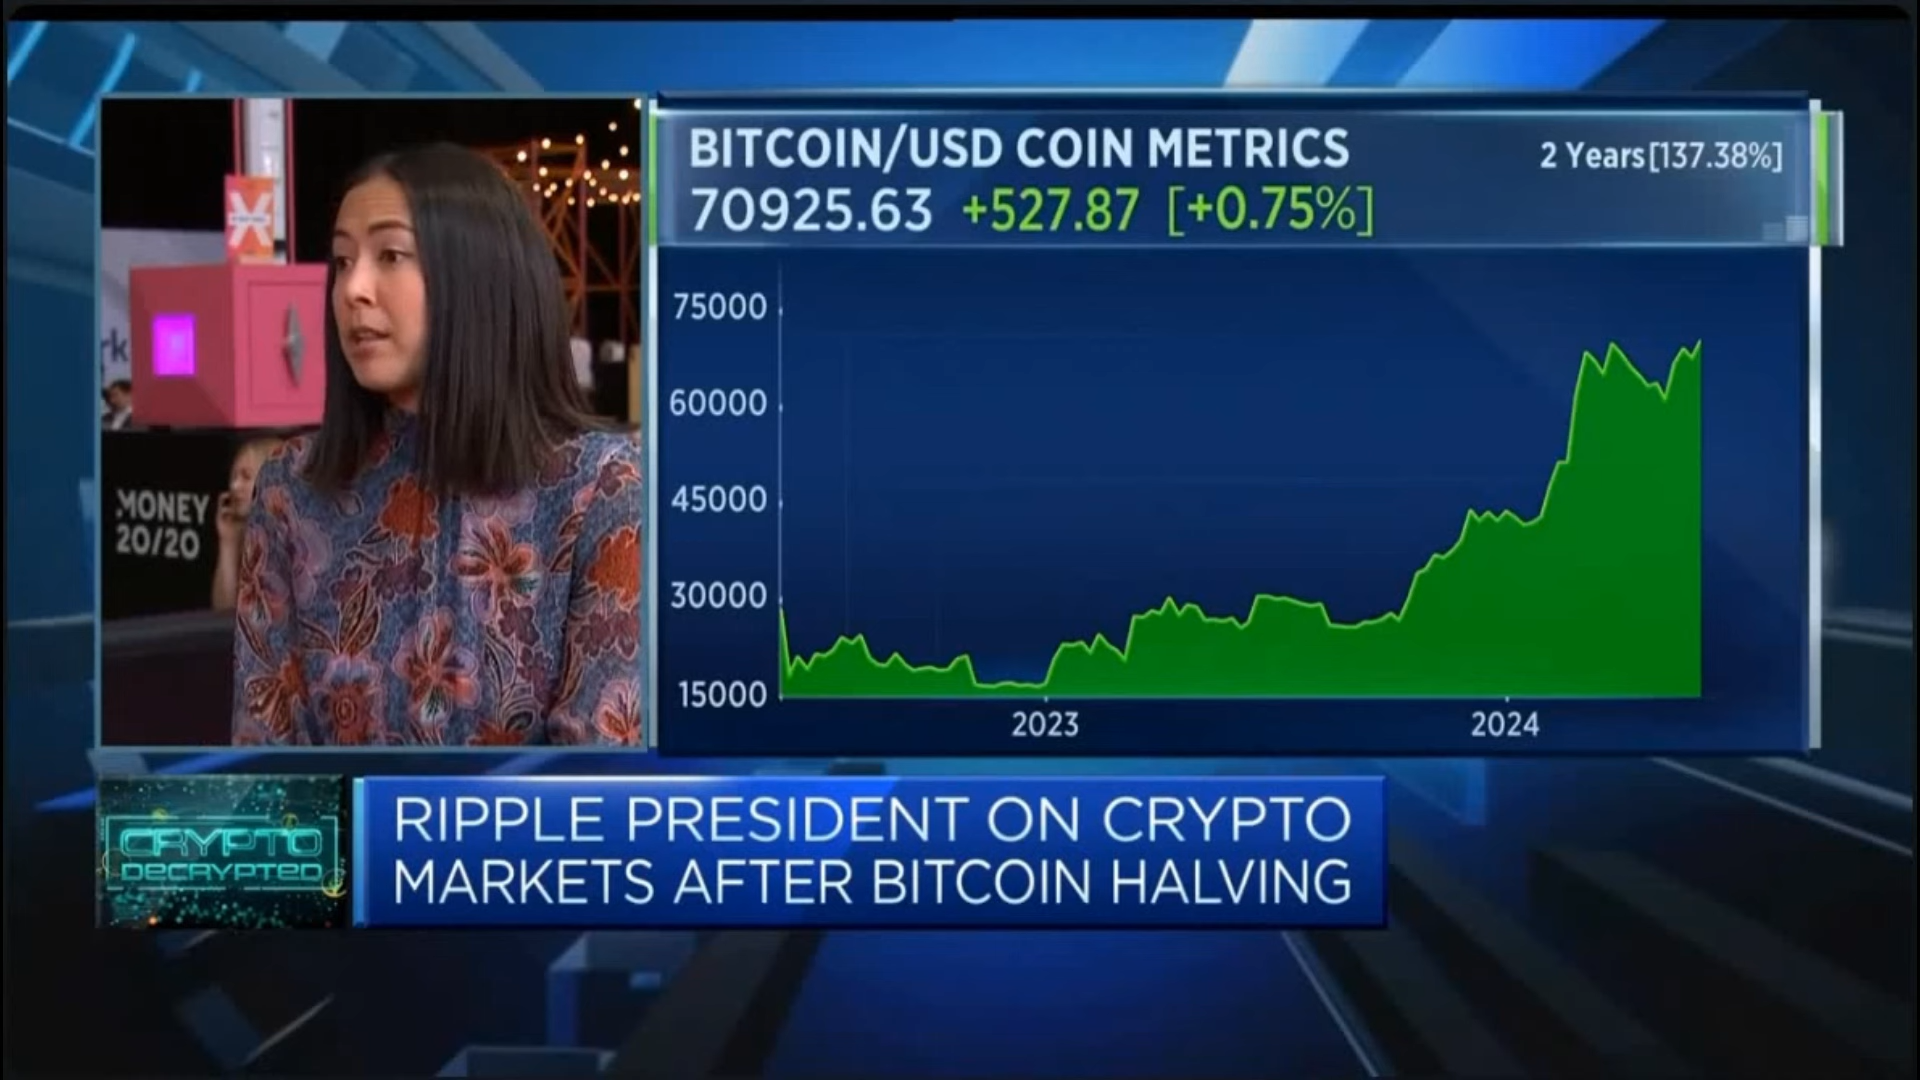 BITCOIN/USD COIN METRICS
2 Years[137.38%]
70925.63 +527.87 [+0.75%]
75000
60000
45000
30000
15000
2023
2024
rk
MONEY
20/20
CRYPTO
DECRYPTED
RIPPLE PRESIDENT ON CRYPTO
MARKETS AFTER BITCOIN HALVING